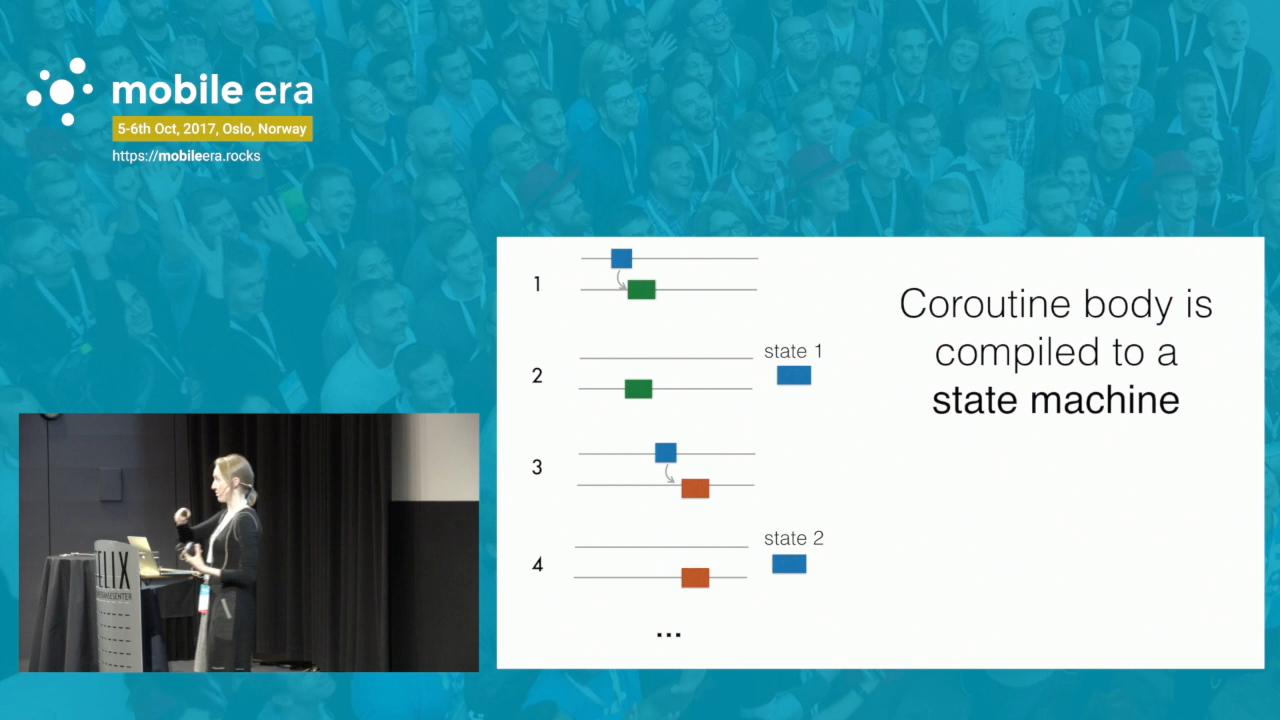 mobile era
5-6th Oct, 2017, Oslo, Norway
https://mobileera.rocks
1
2
state 1
3
4
state 2
...
Coroutine body is
compiled to a
state machine